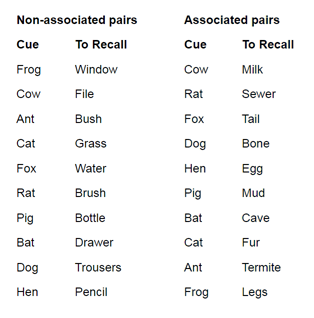 Non-associated pairs Associated pairs
Cue To Recall Cue To Recall
Frog Window Cow Milk
Cow File Rat Sewer
Ant Bush Fox Tail
Cat Grass Dog Bone
Fox Water Hen Egg
Rat Brush Pig Mud
Pig Bottle Bat Cave
Bat Drawer Cat Fur
Dog Trousers Ant Termite
Hen Pencil Frog Legs